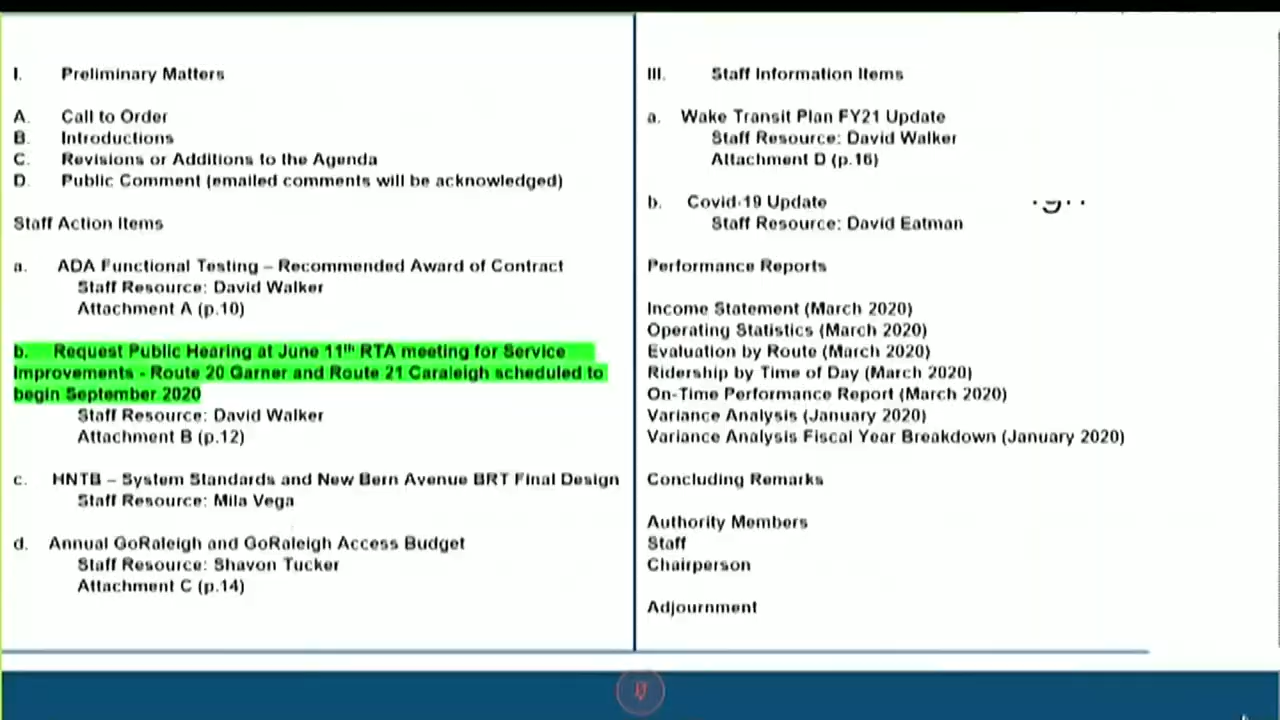 I. Preliminary Matters
A. Call to Order
B. Introductions
C. Revisions or Additions to the Agenda
D. Public Comment (emailed comments will be acknowledged)
Staff Action Items
a. ADA Functional Testing – Recommended Award of Contract
Staff Resource: David Walker
Attachment A (p.10)
b. Request Public Hearing at June 11th RTA meeting for Service
Improvements - Route 20 Garner and Route 21 Caraleigh scheduled to
begin September 2020
Staff Resource: David Walker
Attachment B (p.12)
c. HNTB – System Standards and New Bern Avenue BRT Final Design
Staff Resource: Mila Vega
d. Annual GoRaleigh and GoRaleigh Access Budget
Staff Resource: Shavon Tucker
Attachment C (p.14)
III. Staff Information Items
a. Wake Transit Plan FY21 Update
Staff Resource: David Walker
Attachment D (p.16)
b. Covid-19 Update
Staff Resource: David Eatman
Performance Reports
Income Statement (March 2020)
Operating Statistics (March 2020)
Evaluation by Route (March 2020)
Ridership by Time of Day (March 2020)
On-Time Performance Report (March 2020)
Variance Analysis (January 2020)
Variance Analysis Fiscal Year Breakdown (January 2020)
Concluding Remarks
Authority Members
Staff
Chairperson
Adjournment